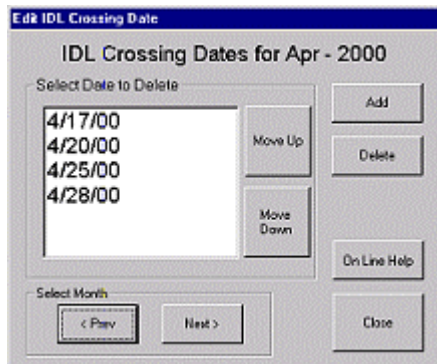 Edit IDL Crossing Date
IDL Crossing Dates for Apr - 2000
Select Date to Delete
4/17/00
4/20/00
4/25/00
4/28/00
Move Up
Move
Down
Add
Delete
On Line Help
Select Month
< Prev
Next >
Close